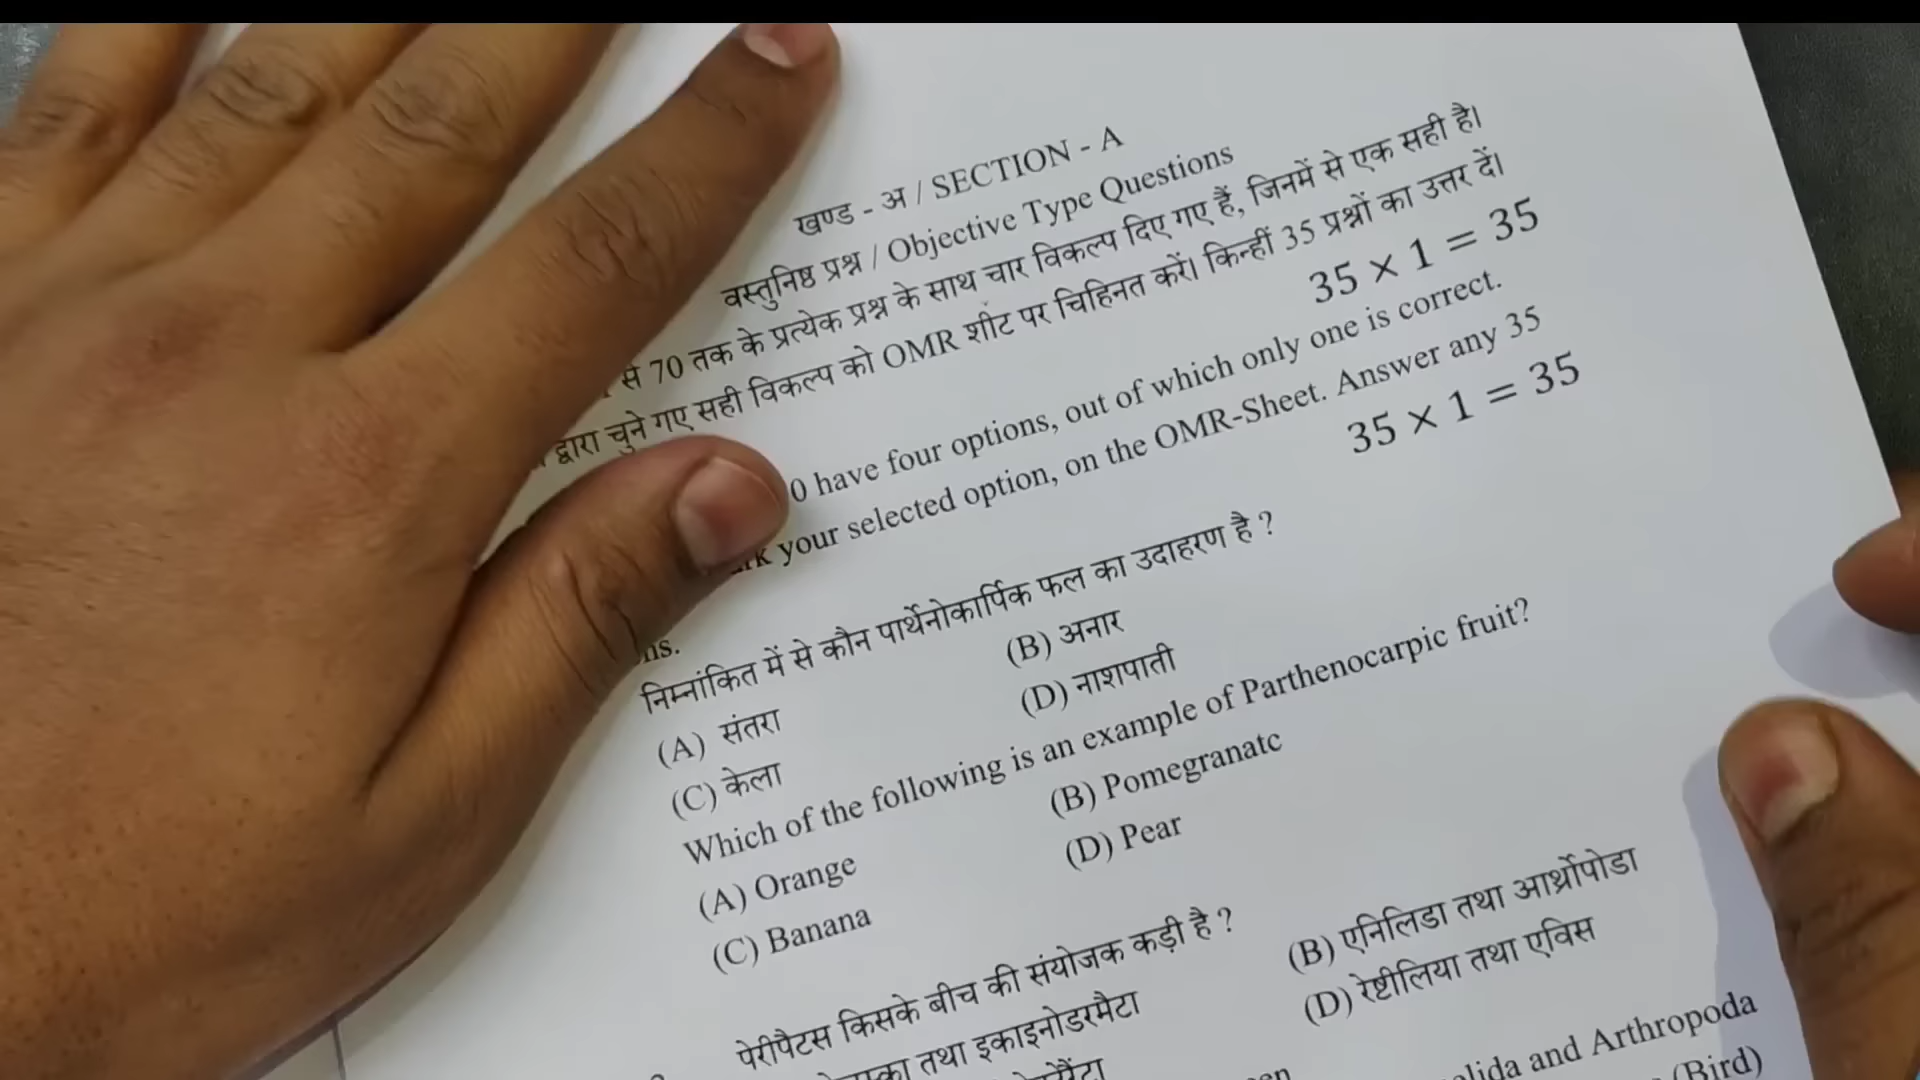 खण्ड - अ / SECTION - A
वस्तुनिष्ठ प्रश्न / Objective Type Questions
से 70 तक के प्रत्येक प्रश्न के साथ चार विकल्प दिए गए हैं, जिनमें से एक सही है।
द्वारा चुने गए सही विकल्प को OMR शीट पर चिहिनत करें। किन्हीं 35 प्रश्नों का उत्तर दें।
35 × 1 = 35
0 have four options, out of which only one is correct.
your selected option, on the OMR-Sheet. Answer any 35
35 × 1 = 35
निम्नांकित में से कौन पार्थेनोकार्पिक फल का उदाहरण है ?
(A) संतरा (B) अनार
(C) केला (D) नाशपाती
Which of the following is an example of Parthenocarpic fruit?
(A) Orange (B) Pomegranate
(C) Banana (D) Pear
पेरीपैटस किसके बीच की संयोजक कड़ी है ?
तथा इकाइनोडरमैटा (B) एनिलिडा तथा आर्थ्रोपोडा
(D) रेष्टीलिया तथा एविस
and Arthropoda
(Bird)